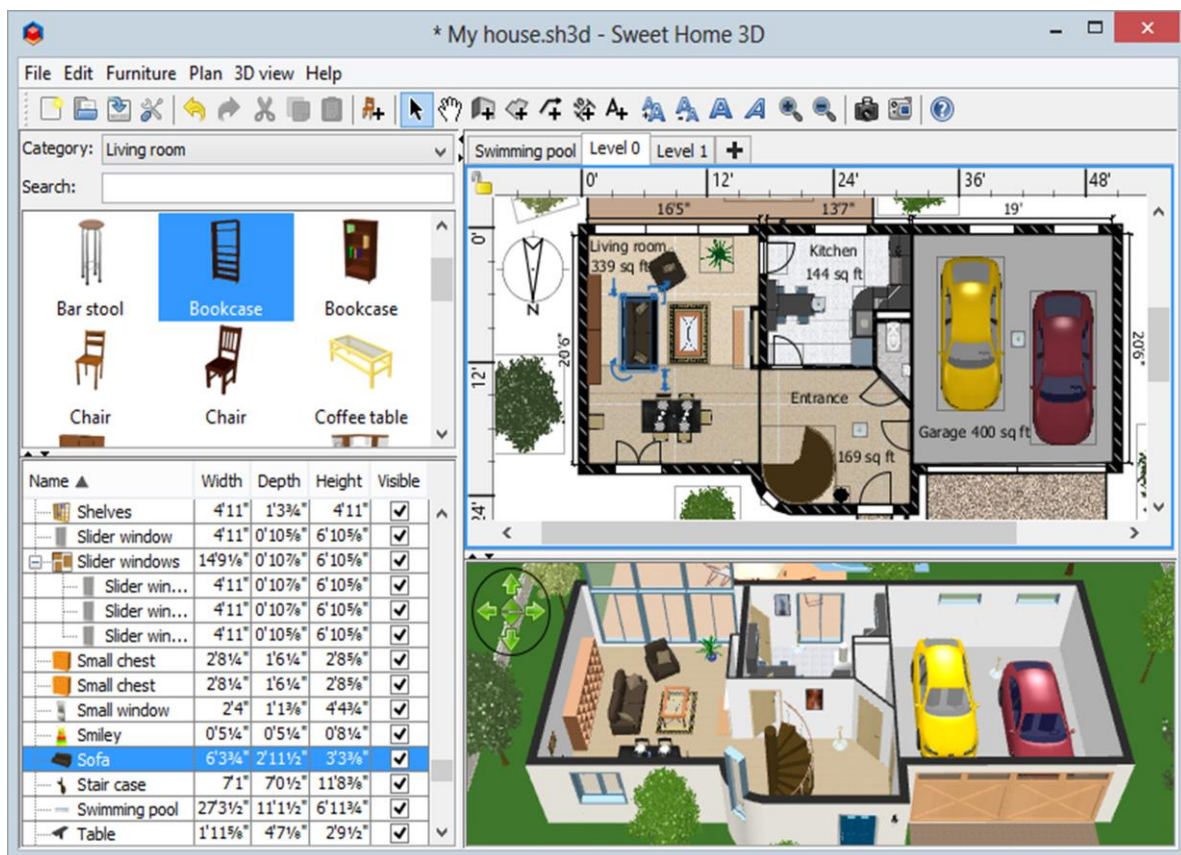 * My house.sh3d - Sweet Home 3D
File Edit Furniture Plan 3D view Help
Category: Living room
Search:
Bar stool Bookcase Bookcase
Chair Chair Coffee table
Name Width Depth Height Visible
Shelves 4'11" 1'3¾" 4'11"
Slider window 4'11" 0'10⅝" 6'10⅝"
Slider windows 14'9⅛" 0'10⅞" 6'10⅝"
Slider win... 4'11" 0'10⅞" 6'10⅝"
Slider win... 4'11" 0'10⅞" 6'10⅝"
Slider win... 4'11" 0'10⅝" 6'10⅝"
Small chest 2'8¼" 1'6¼" 2'8⅝"
Small chest 2'8¼" 1'6¼" 2'8⅝"
Small window 2'4" 1'1⅜" 4'4¾"
Smiley 0'5¼" 0'5¼" 0'8¼"
Sofa 6'3¾" 2'11½" 3'3⅜"
Stair case 7'1" 7'0½" 11'8⅜"
Swimming pool 27'3½" 11'1½" 6'11¾"
Table 1'11⅝" 4'7⅛" 2'9½"
Swimming pool Level 0 Level 1
0' 12' 24' 36' 48'
0'
12'
24'
16'5" 13'7" 19'
Living room
339 sq ft
Kitchen
144 sq ft
N
20'6"
20'6"
Entrance
169 sq ft
Garage 400 sq ft